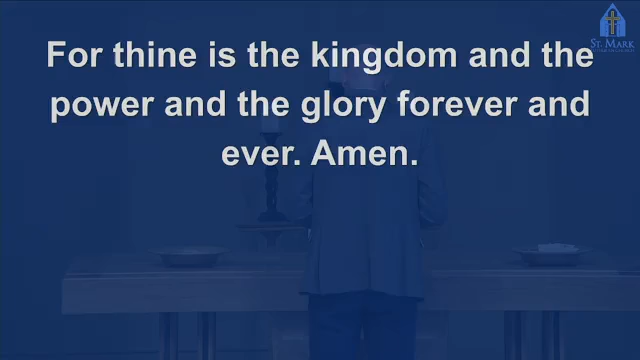 For thine is the kingdom and the
power and the glory forever and
ever. Amen.
St. Mark